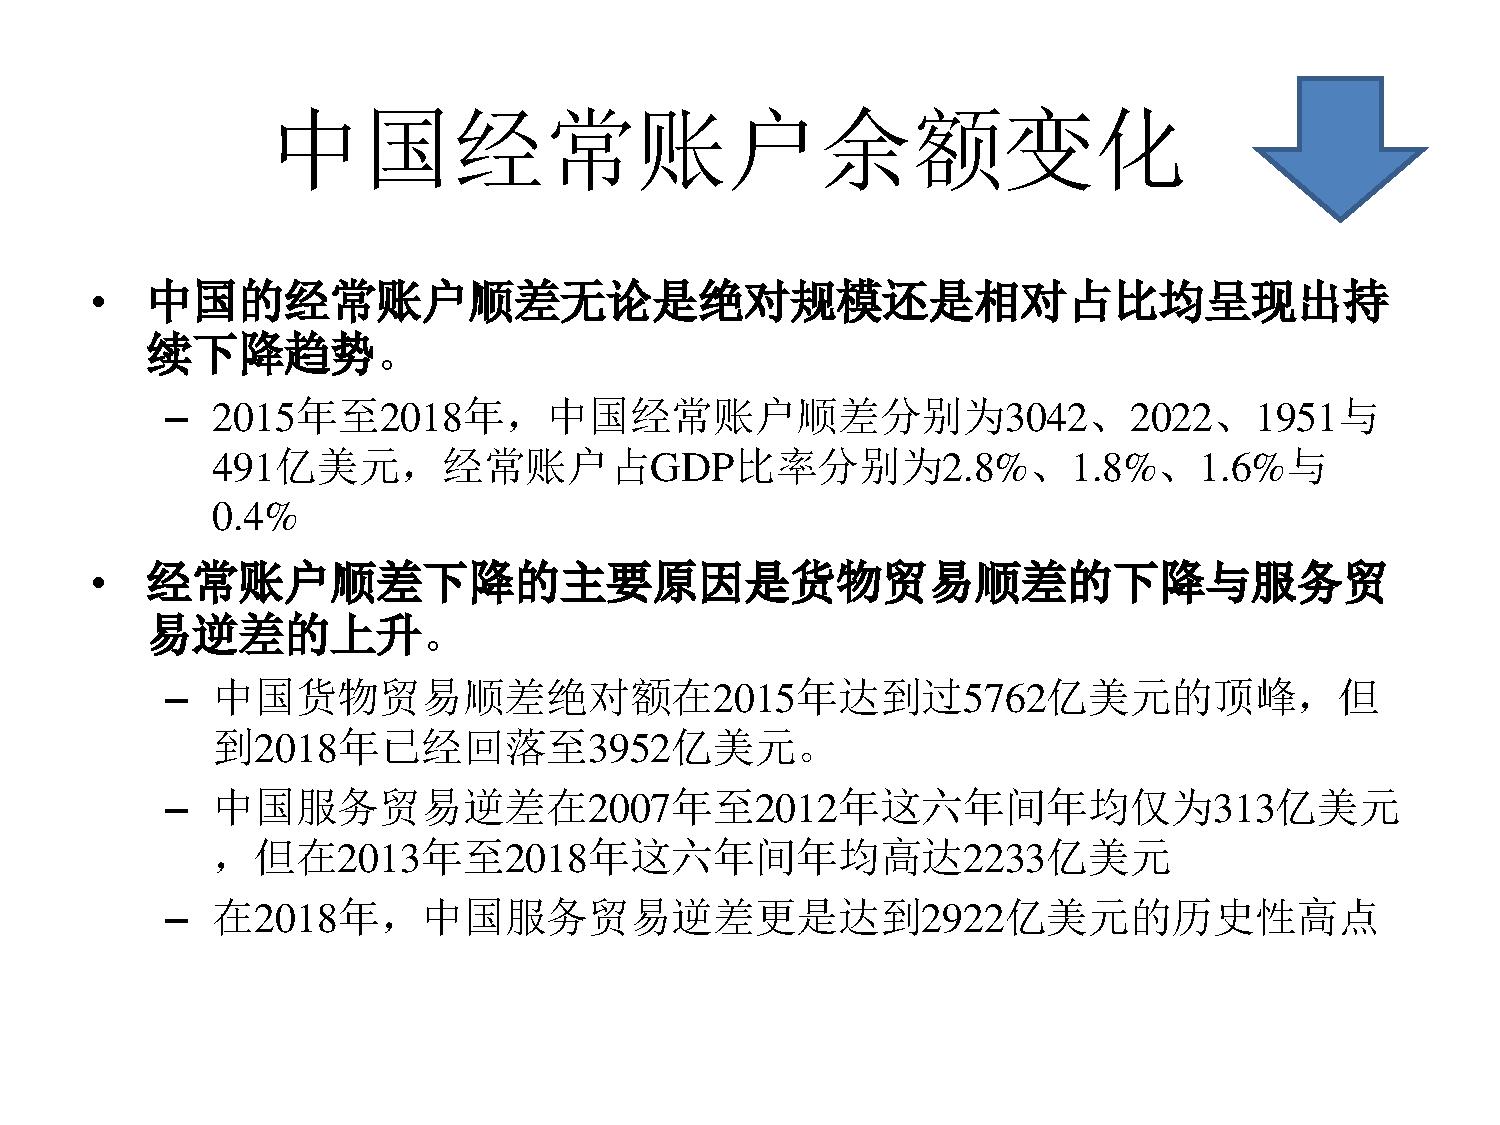 中国经常账户余额变化
• 中国的经常账户顺差无论是绝对规模还是相对占比均呈现出持
续下降趋势。
– 2015年至2018年，中国经常账户顺差分别为3042、2022、1951与
491亿美元，经常账户占GDP比率分别为2.8%、1.8%、1.6%与
0.4%
• 经常账户顺差下降的主要原因是货物贸易顺差的下降与服务贸
易逆差的上升。
– 中国货物贸易顺差绝对额在2015年达到过5762亿美元的顶峰，但
到2018年已经回落至3952亿美元。
– 中国服务贸易逆差在2007年至2012年这六年间年均仅为313亿美元
，但在2013年至2018年这六年间年均高达2233亿美元
– 在2018年，中国服务贸易逆差更是达到2922亿美元的历史性高点